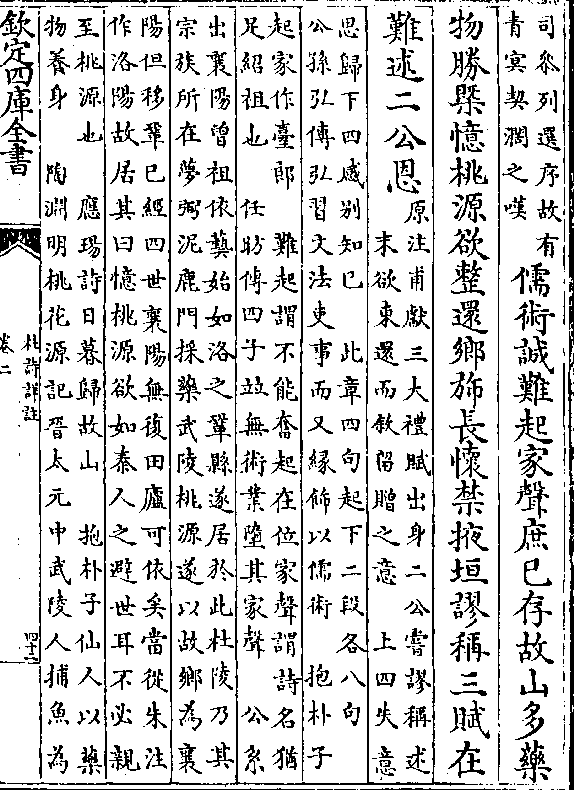 司參列選序故有
青冥契濶之嘆
儒術誠難起家聲庶已存故山多藥
物勝槩憶桃源欲整還鄉斾長懷禁掖垣謬稱三賦在
難述二公恩
原注甫獻三大禮賦出身二公嘗謬稱述
末欲東還而敘留贈之意　上四失意
思歸下四感別知已　此章四句起下二段各八句
公孫弘傳弘習文法吏事而又緣飾以儒術　抱朴子
起家作臺郎　難起謂不能奮起在位家聲謂詩名猶
足紹祖也　任昉傳四子竝無術業墮其家聲　公系
出襄陽曾祖依藝始如洛之鞏縣遂居於此杜陵乃其
宗族所在夢弼泥鹿門採藥武陵桃源遂以故鄉為襄
陽但移鞏已經四世襄陽無復田廬可依矣當從朱注
作洛陽故居其曰憶桃源欲如秦人之避世耳不必親
至桃源也　應瑒詩日暮歸故山　抱朴子仙人以藥
物養身　陶淵明桃花源記晉太元中武陵人捕魚為
欽定四庫全書
杜詩詳註
卷二